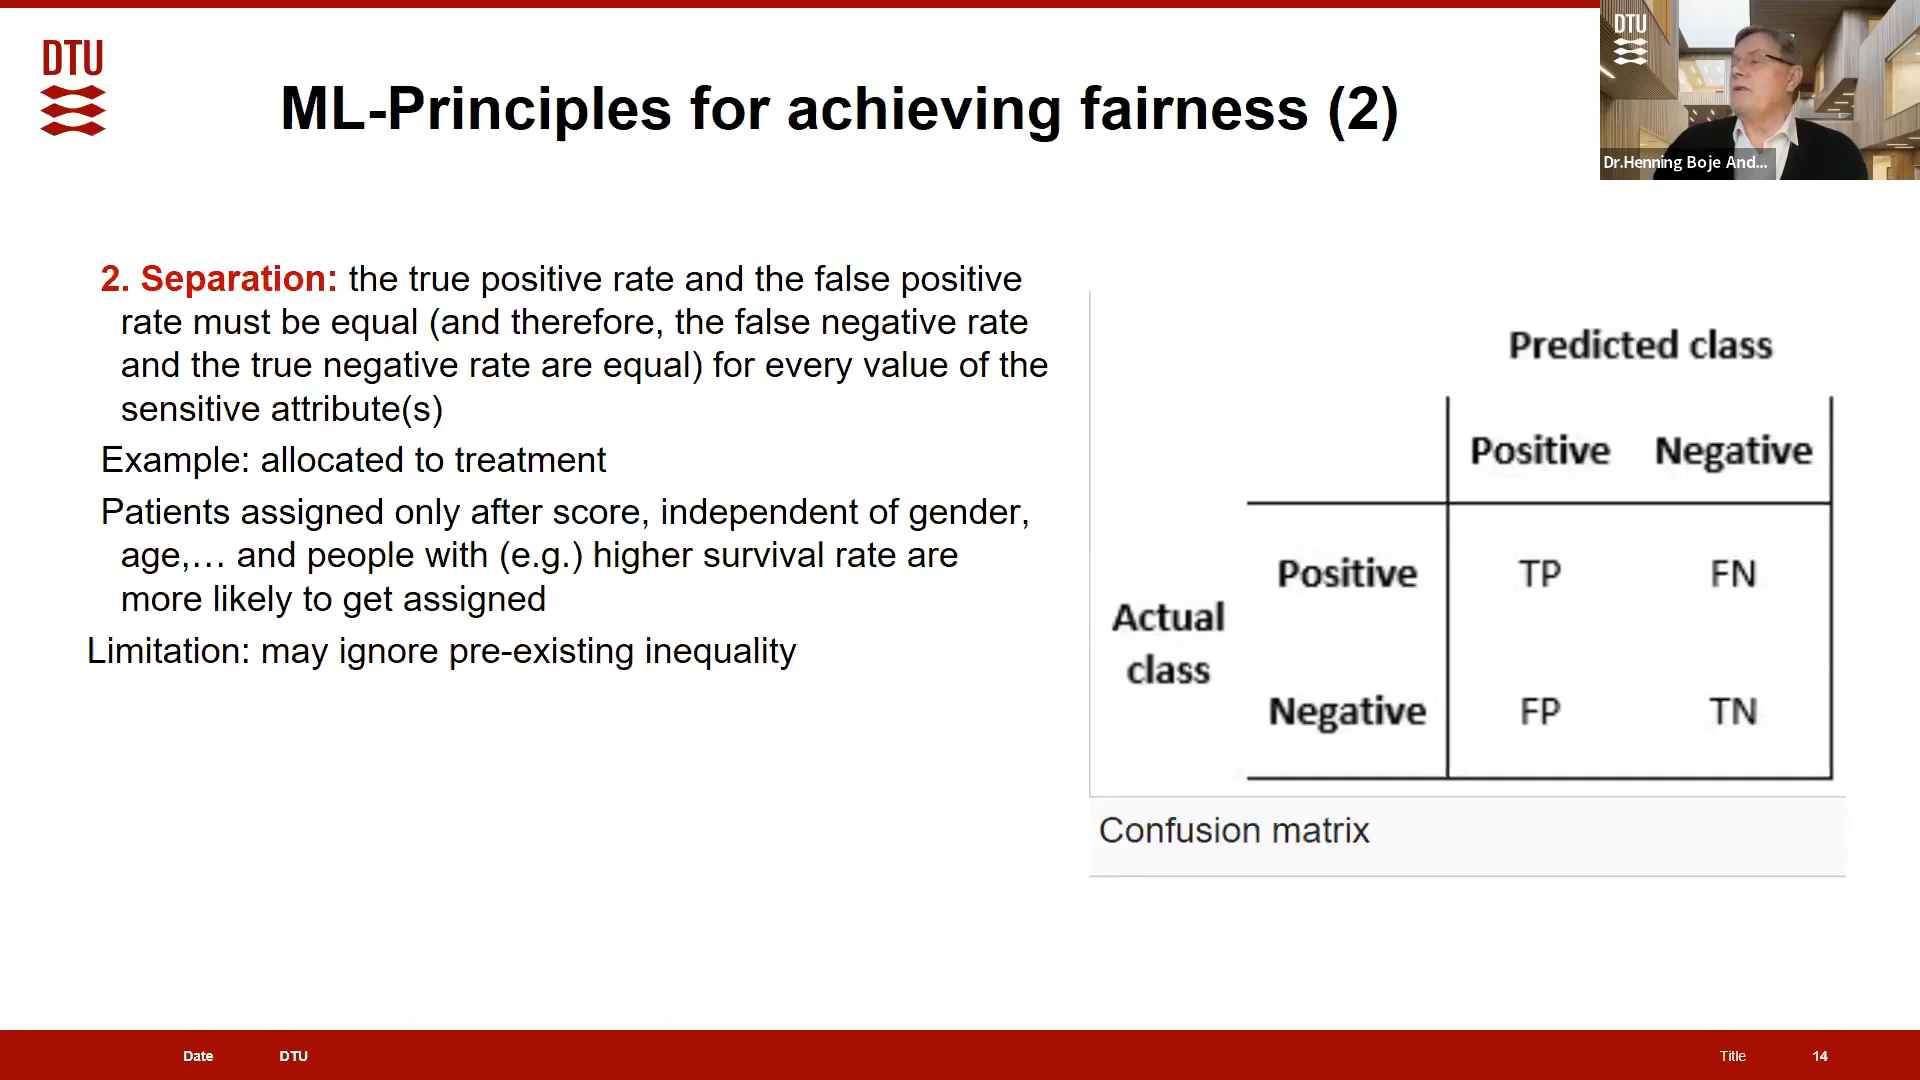 DTU
ML-Principles for achieving fairness (2)
DTU
Dr.Henning Boje And...
2. Separation: the true positive rate and the false positive
rate must be equal (and therefore, the false negative rate
and the true negative rate are equal) for every value of the
sensitive attribute(s)
Example: allocated to treatment
Patients assigned only after score, independent of gender,
age,… and people with (e.g.) higher survival rate are
more likely to get assigned
Limitation: may ignore pre-existing inequality
Predicted class
Positive Negative
Positive TP FN
Actual
class
Negative FP TN
Confusion matrix
Date DTU Title 14